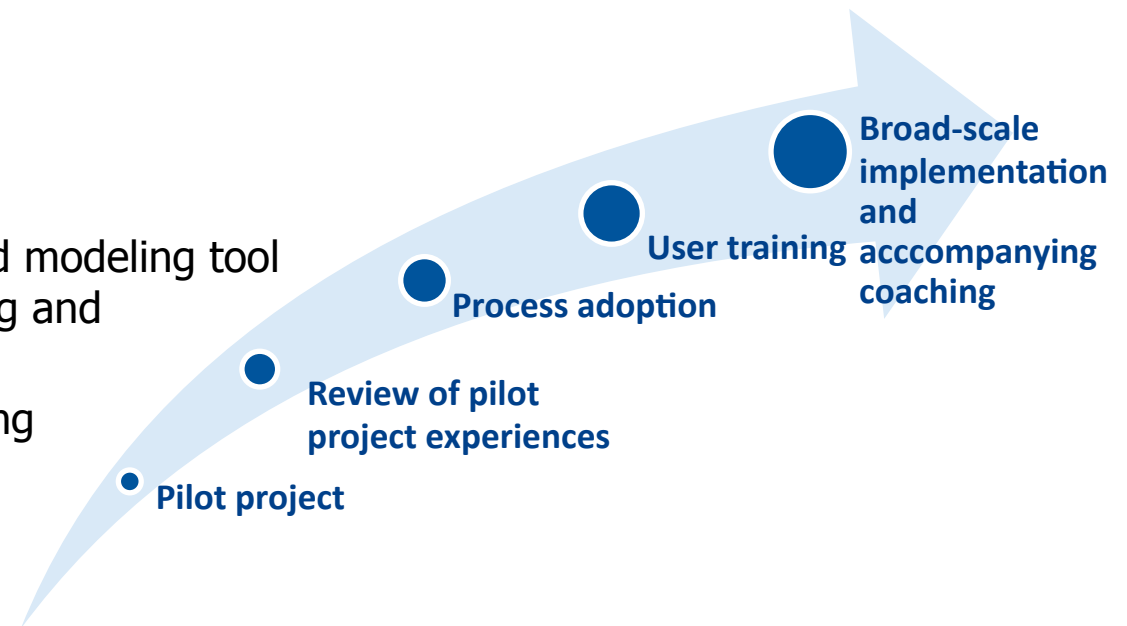 d modeling tool
g and
ng
Broad-scale
implementation
and
acccompanying
coaching
User training
Process adoption
Review of pilot
project experiences
Pilot project